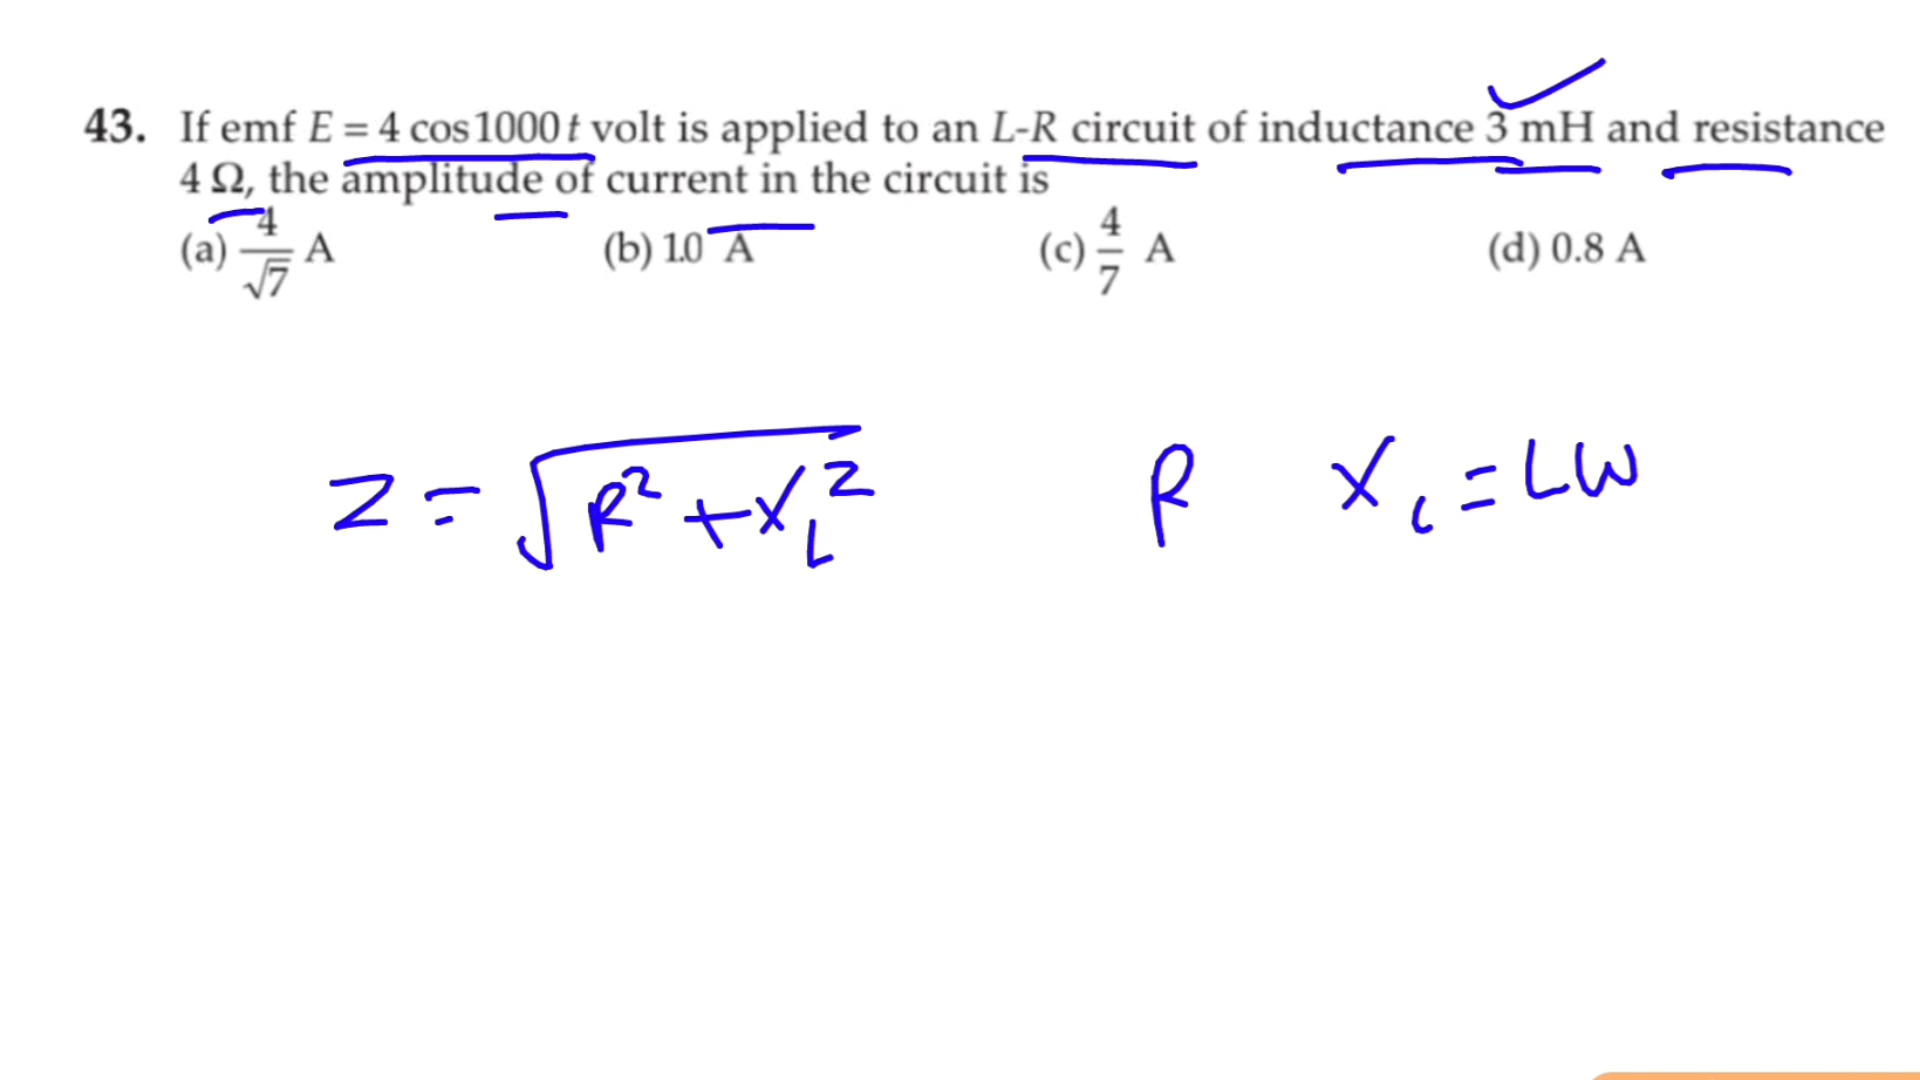 43. If emf E = 4 cos 1000 t volt is applied to an L-R circuit of inductance 3 mH and resistance
4 Ω, the amplitude of current in the circuit is
(a) 4/√7 A (b) 1.0 A (c) 4/7 A (d) 0.8 A
Z = √(R² + X_L²) R X_L = LW